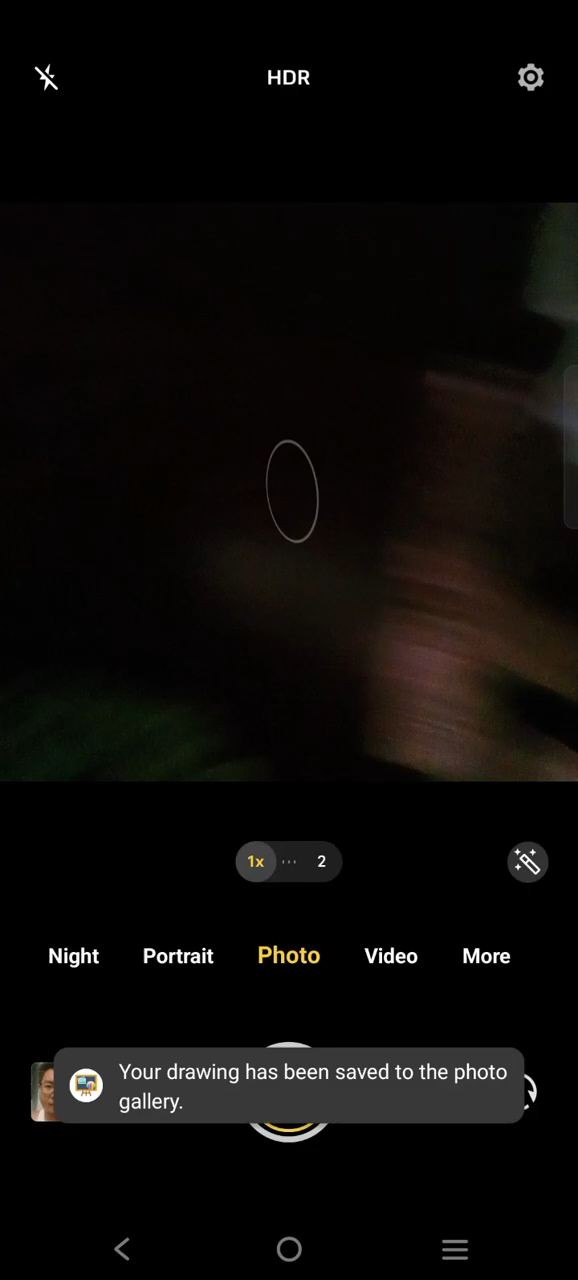 HDR
1x
2
Night Portrait Photo Video More
Your drawing has been saved to the photo
gallery.